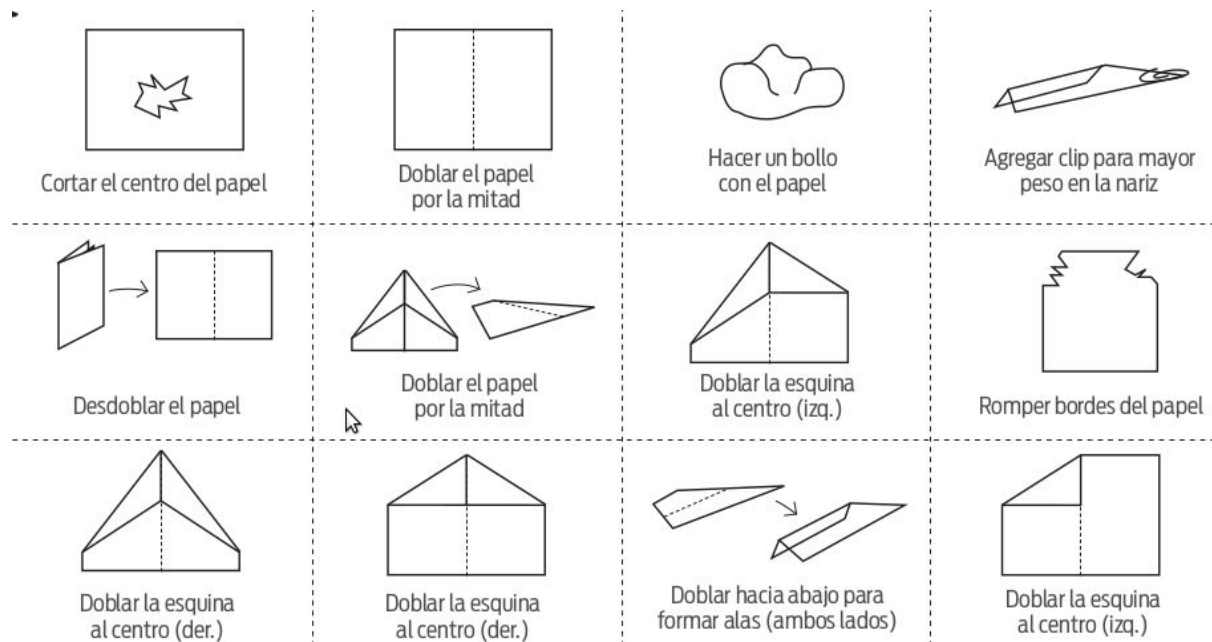 Cortar el centro del papel
Doblar el papel
por la mitad
Hacer un bollo
con el papel
Agregar clip para mayor
peso en la nariz
Desdoblar el papel
Doblar el papel
por la mitad
Doblar la esquina
al centro (izq.)
Romper bordes del papel
Doblar la esquina
al centro (der.)
Doblar la esquina
al centro (der.)
Doblar hacia abajo para
formar alas (ambos lados)
Doblar la esquina
al centro (izq.)